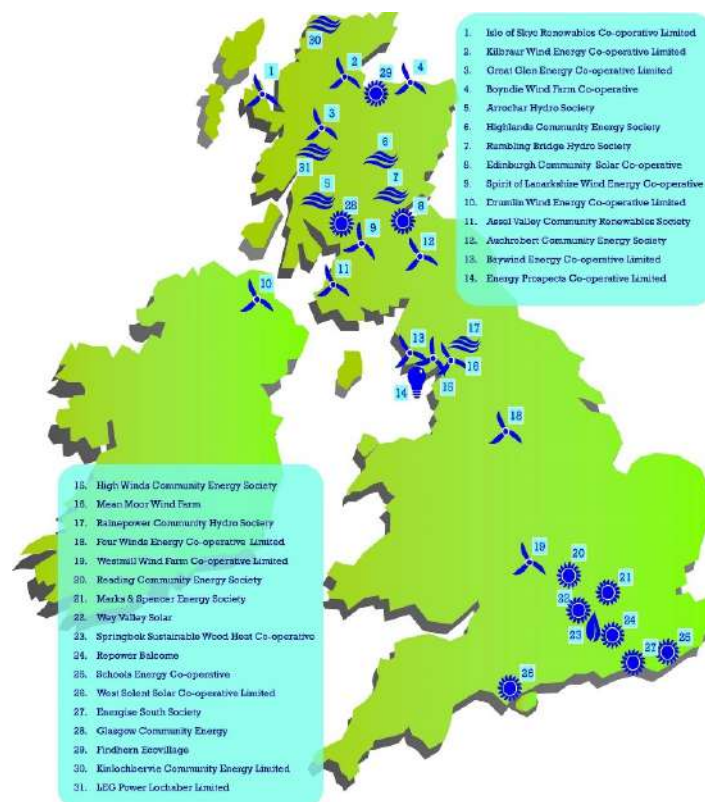 1. Isle of Skye Renewables Co-operative Limited
2. Kilbraur Wind Energy Co-operative Limited
3. Great Glen Energy Co-operative Limited
4. Boyndie Wind Farm Co-operative
5. Arrochar Hydro Society
6. Highlands Community Energy Society
7. Rumbling Bridge Hydro Society
8. Edinburgh Community Solar Co-operative
9. Spirit of Lanarkshire Wind Energy Co-operative
10. Drumlin Wind Energy Co-operative Limited
11. Assel Valley Community Renewables Society
12. Auchrobert Community Energy Society
13. Baywind Energy Co-operative Limited
14. Energy Prospects Co-operative Limited
30
2
29
4
1
3
6
31
5
7
28
8
9
12
11
10
17
13
16
14
15
18
15. High Winds Community Energy Society
16. Mean Moor Wind Farm
17. Rainepower Community Hydro Society
18. Four Winds Energy Co-operative Limited
19. Westmill Wind Farm Co-operative Limited
20. Reading Community Energy Society
21. Marks & Spencer Energy Society
22. Wey Valley Solar
23. Springbok Sustainable Wood Heat Co-operative
24. Repower Balcome
25. Schools Energy Co-operative
26. West Solent Solar Co-operative Limited
27. Energise South Society
28. Glasgow Community Energy
29. Findhorn Ecovillage
30. Kinlochbervie Community Energy Limited
31. LEG Power Lochaber Limited
19
20
21
22
24
23
25
27
26